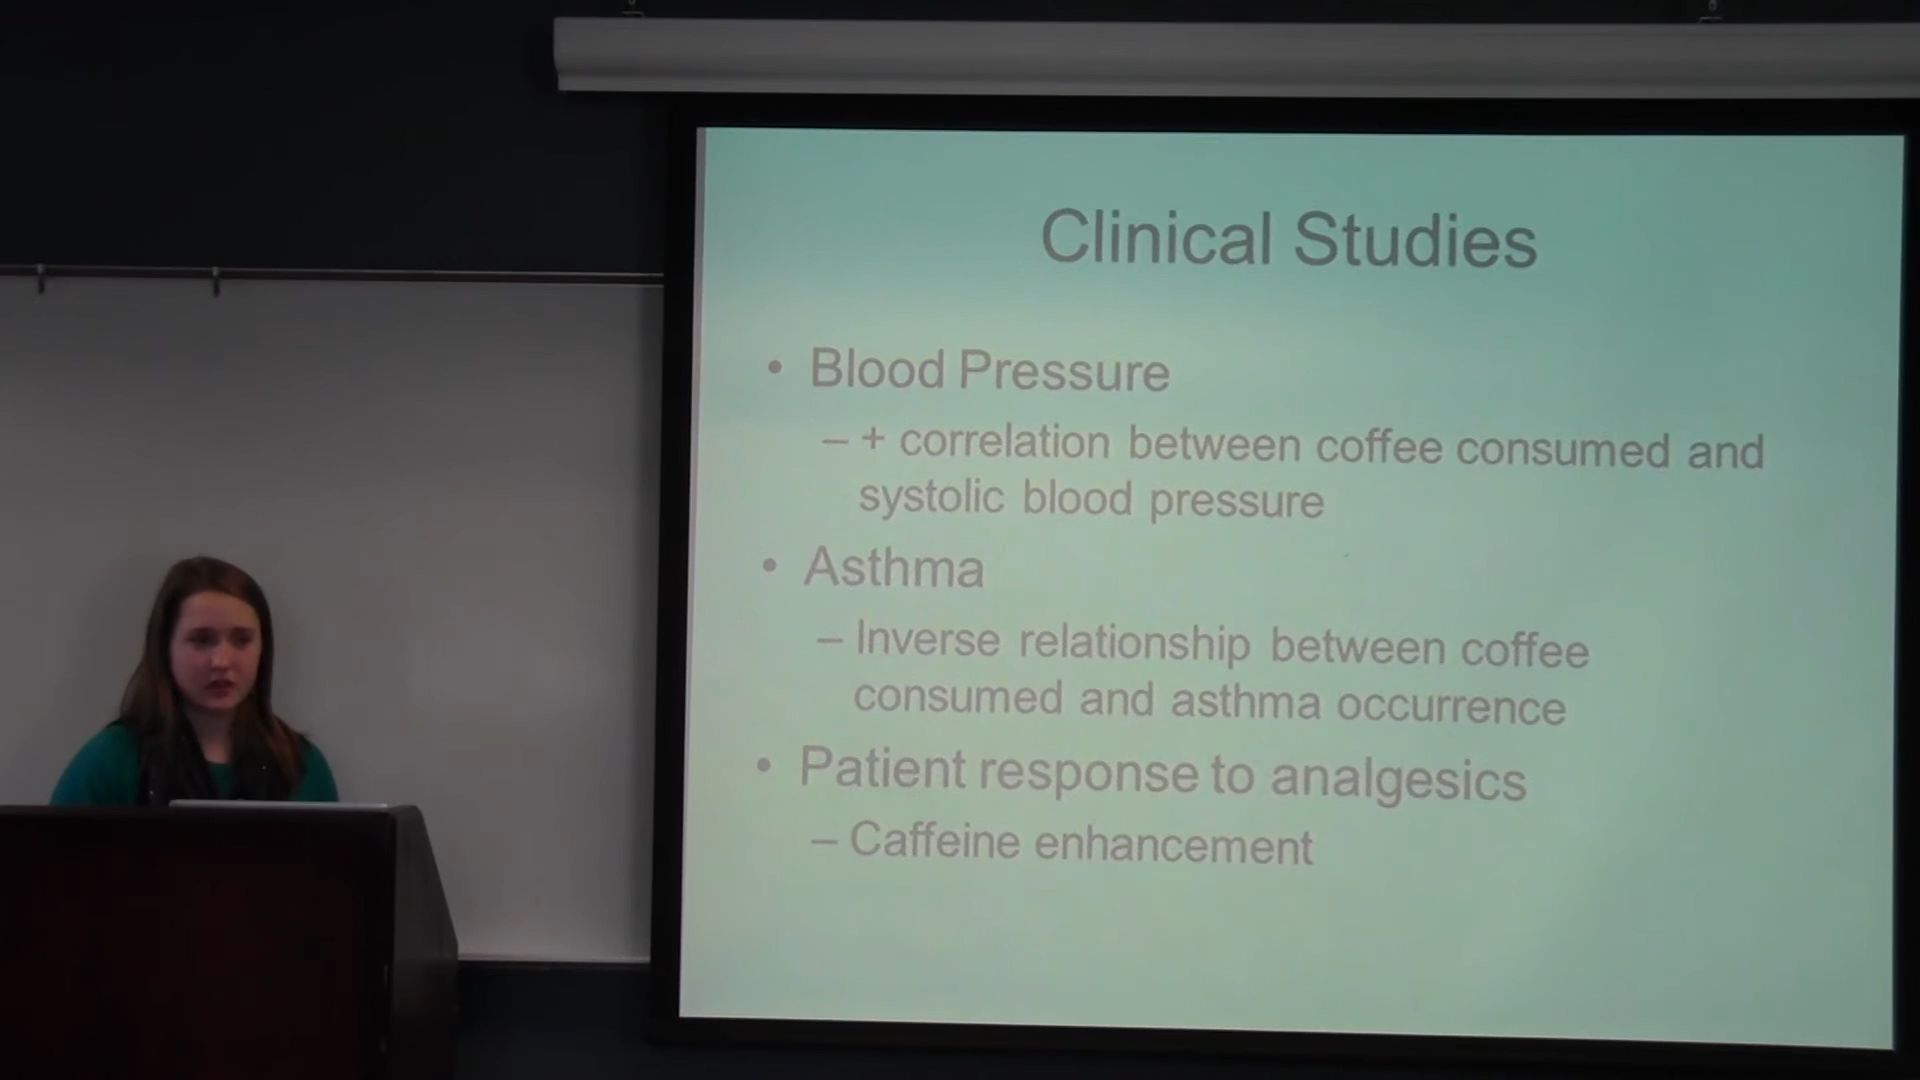 Clinical Studies
• Blood Pressure
– + correlation between coffee consumed and
systolic blood pressure
• Asthma
– Inverse relationship between coffee
consumed and asthma occurrence
• Patient response to analgesics
– Caffeine enhancement